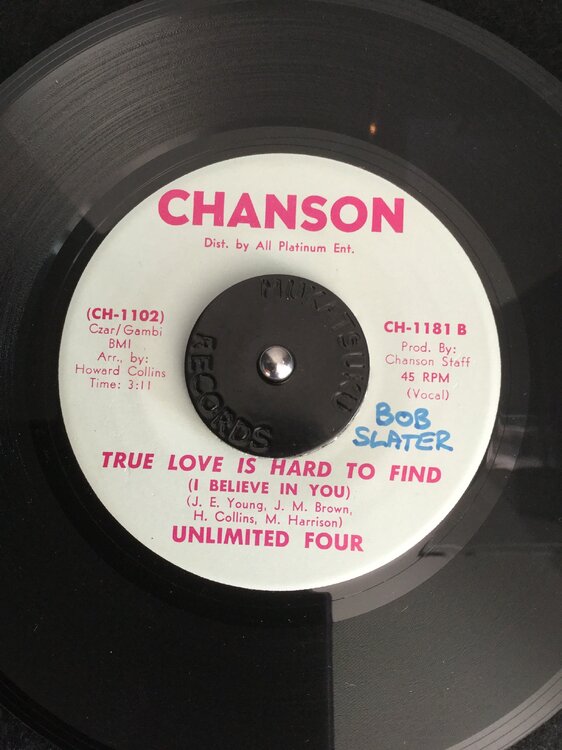 CHANSON
Dist. by All Platinum Ent.
(CH-1102)
Czar/Gambi
BMI
Arr., by:
Howard Collins
Time: 3:11
MUKATSUKU
RECORDS
CH-1181 B
Prod. By:
Chanson Staff
45 RPM
(Vocal)
BOB
SLATER
TRUE LOVE IS HARD TO FIND
(I BELIEVE IN YOU)
(J. E. Young, J. M. Brown,
H. Collins, M. Harrison)
UNLIMITED FOUR